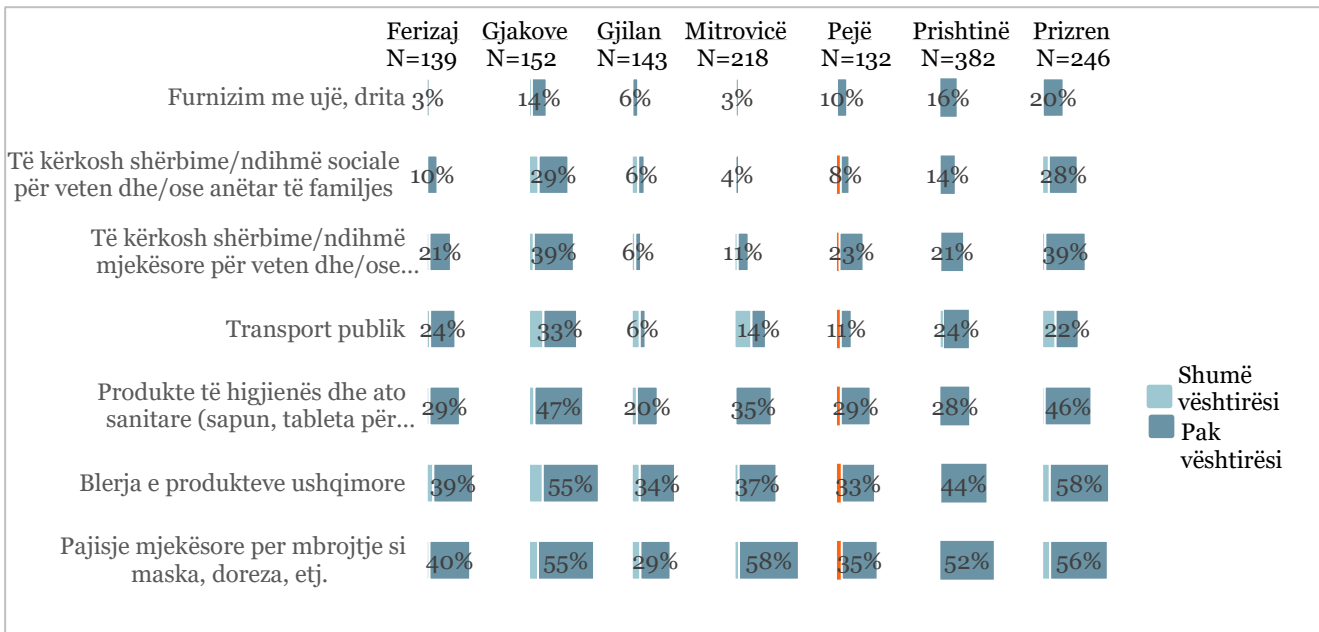 Ferizaj Gjakove Gjilan Mitrovicë Pejë Prishtinë Prizren
N=139 N=152 N=143 N=218 N=132 N=382 N=246
Furnizim me ujë, drita 3% 14% 6% 3% 10% 16% 20%
Të kërkosh shërbime/ndihmë sociale
për veten dhe/ose anëtar të familjes
10% 29% 6% 4% 8% 14% 28%
Të kërkosh shërbime/ndihmë
mjekësore për veten dhe/ose...
21% 39% 6% 11% 23% 21% 39%
Transport publik 24% 33% 6% 14% 11% 24% 22%
Produkte të higjienës dhe ato
sanitare (sapun, tableta për...
29% 47% 20% 35% 29% 28% 46%
Blerja e produkteve ushqimore 39% 55% 34% 37% 33% 44% 58%
Pajisje mjekësore per mbrojtje si
maska, doreza, etj.
40% 55% 29% 58% 35% 52% 56%
Shumë
vështirësi
Pak
vështirësi